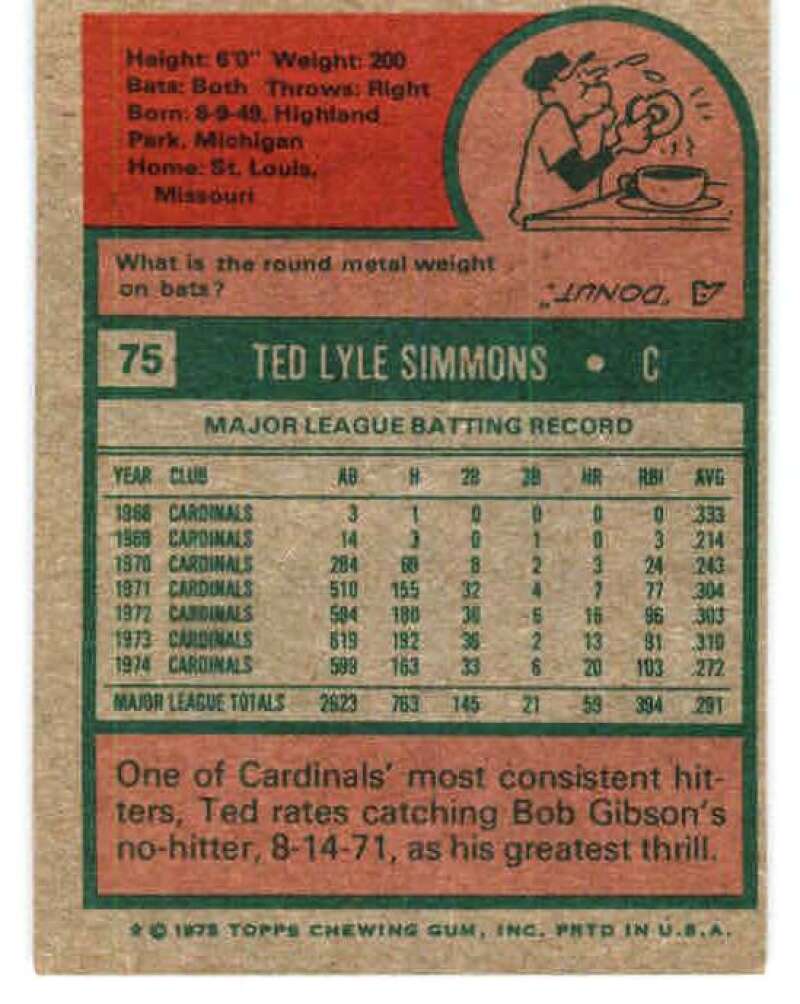 Height: 6'0" Weight: 200
Bats: Both Throws: Right
Born: 8-9-49, Highland
Park, Michigan
Home: St. Louis,
Missouri
What is the round metal weight
on bats?
A "DONUT".
75 TED LYLE SIMMONS • C
MAJOR LEAGUE BATTING RECORD
YEAR CLUB AB H 2B 3B HR RBI AVG
1968 CARDINALS 3 1 0 0 0 0 .333
1969 CARDINALS 14 3 0 1 0 3 .214
1970 CARDINALS 284 69 8 2 3 24 .243
1971 CARDINALS 510 155 32 4 7 77 .304
1972 CARDINALS 594 180 36 6 16 96 .303
1973 CARDINALS 619 192 36 2 13 91 .310
1974 CARDINALS 599 163 33 6 20 103 .272
MAJOR LEAGUE TOTALS 2623 763 145 21 59 394 .291
One of Cardinals' most consistent hit-
ters, Ted rates catching Bob Gibson's
no-hitter, 8-14-71, as his greatest thrill.
* © 1975 TOPPS CHEWING GUM, INC. PRTD IN U.S.A.